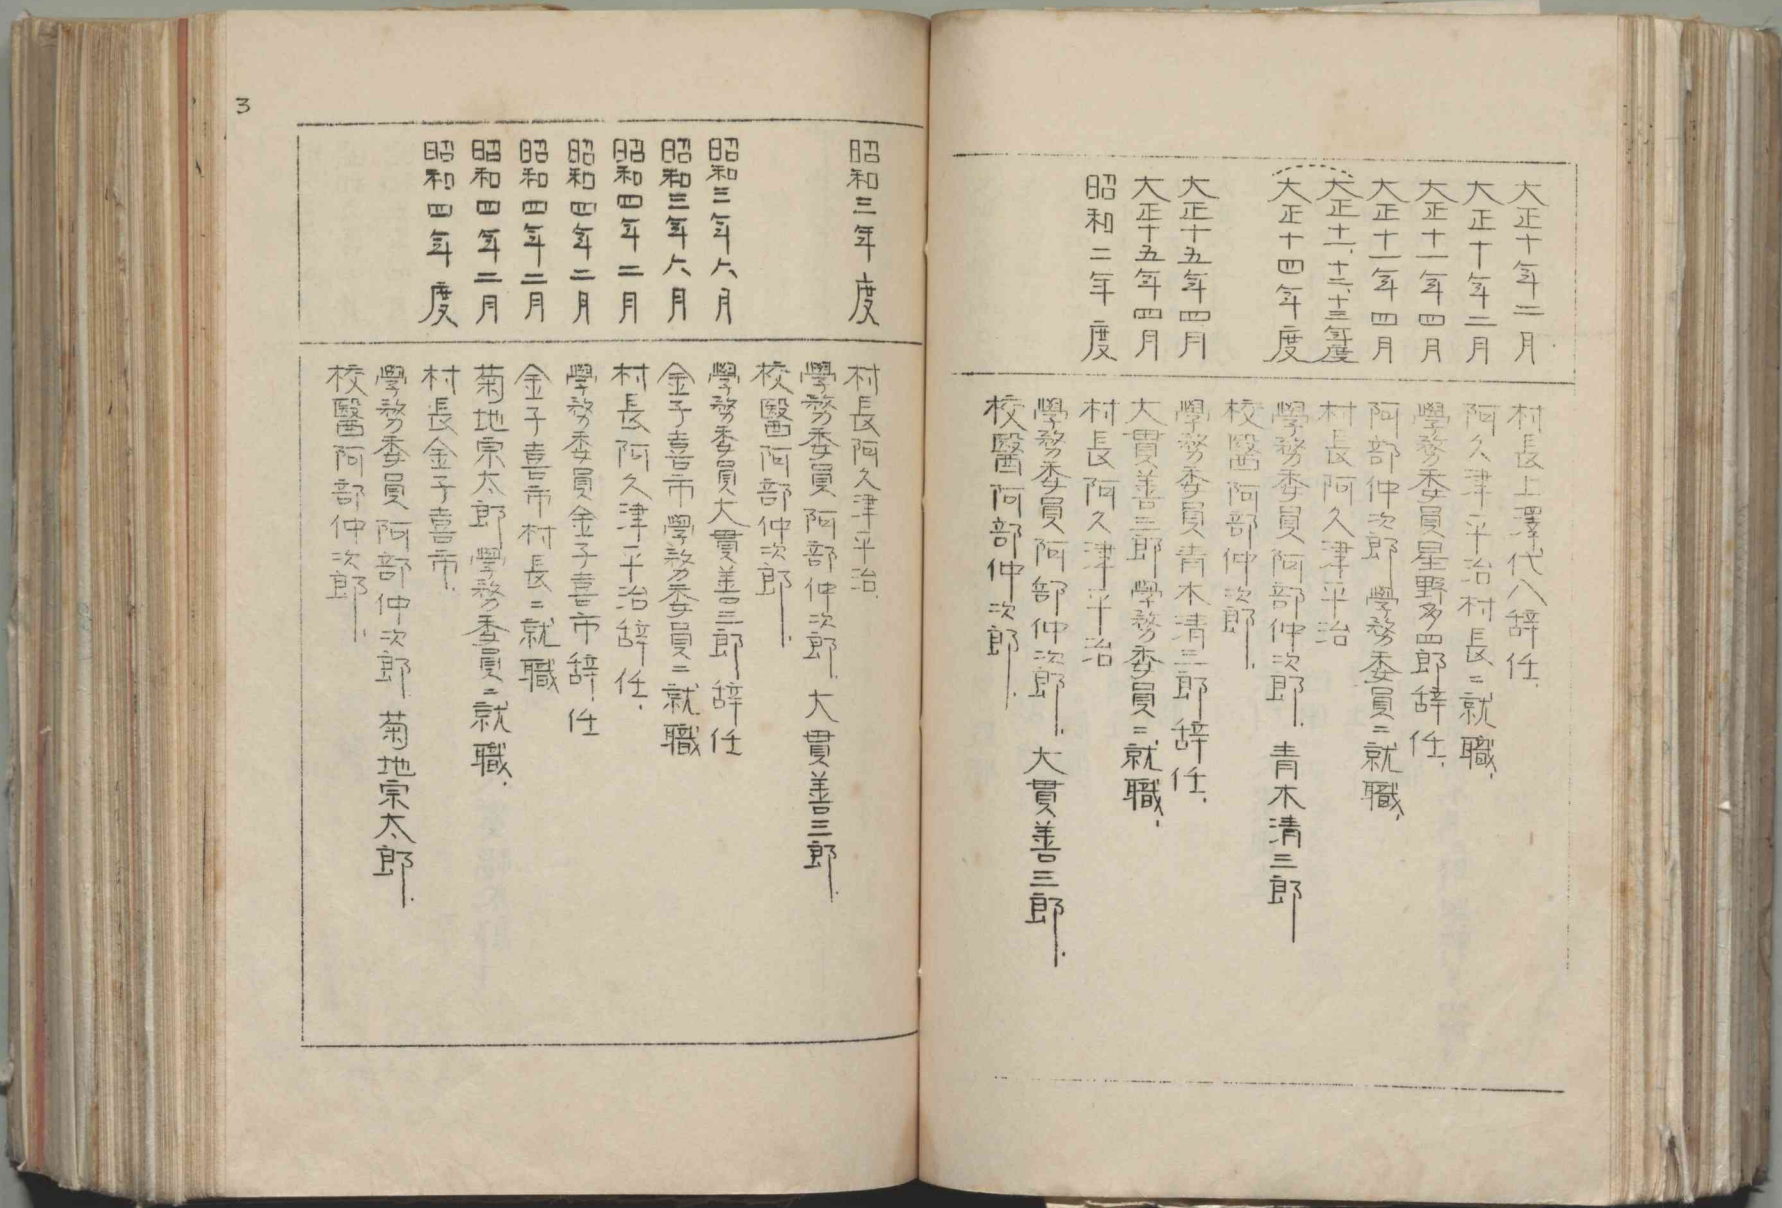 大正十年二月　村長上澤代八辞任.
大正十年二月　阿久津平治村長ニ就職.
大正十一年四月　學務委員星野多四郎辞任.
大正十一年四月　阿部仲次郎　學務委員ニ就職.
大正十一、十二、十三年度　村長阿久津平治
大正十四年度　學務委員阿部仲次郎.　青木清三郎
校醫阿部仲次郎.
大正十五年四月　學務委員青木清三郎　辞任.
大正十五年四月　大貫善三郎　學務委員ニ就職.
昭和二年度　村長阿久津平治
學務委員阿部仲次郎.　大貫善三郎.
校醫阿部仲次郎.
昭和三年度　村長阿久津平治.
學務委員阿部仲次郎.　大貫善三郎.
校醫阿部仲次郎.
昭和三年六月　學務委員大貫善三郎　辞任
昭和三年六月　金子喜市學務委員ニ就職
昭和四年二月　村長阿久津平治辞任.
昭和四年二月　學務委員金子喜市辞任
昭和四年二月　金子喜市村長ニ就職
昭和四年二月　菊地宗太郎　學務委員ニ就職.
昭和四年度　村長金子喜市.
學務委員阿部仲次郎.　菊地宗太郎.
校醫阿部仲次郎.
3